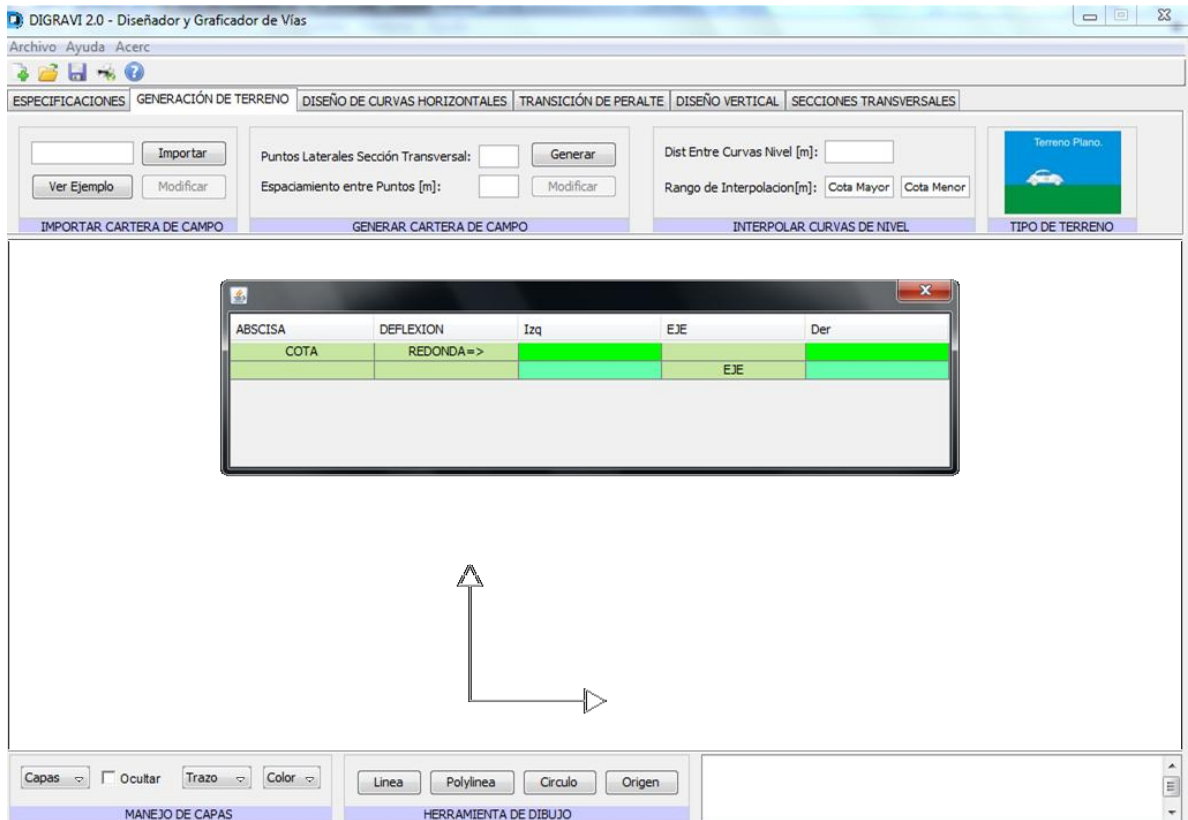 DIGRAVI 2.0 - Diseñador y Graficador de Vías
Archivo Ayuda Acerc
ESPECIFICACIONES GENERACIÓN DE TERRENO DISEÑO DE CURVAS HORIZONTALES TRANSICIÓN DE PERALTE DISEÑO VERTICAL SECCIONES TRANSVERSALES
Importar
Ver Ejemplo Modificar
IMPORTAR CARTERA DE CAMPO
Puntos Laterales Sección Transversal: Generar
Espaciamiento entre Puntos [m]: Modificar
GENERAR CARTERA DE CAMPO
Dist Entre Curvas Nivel [m]:
Rango de Interpolacion[m]: Cota Mayor Cota Menor
INTERPOLAR CURVAS DE NIVEL
Terreno Plano.
TIPO DE TERRENO
ABSCISA DEFLEXION Izq EJE Der
COTA REDONDA=>
EJE
Capas Ocultar Trazo Color
MANEJO DE CAPAS
Linea Polylinea Circulo Origen
HERRAMIENTA DE DIBUJO